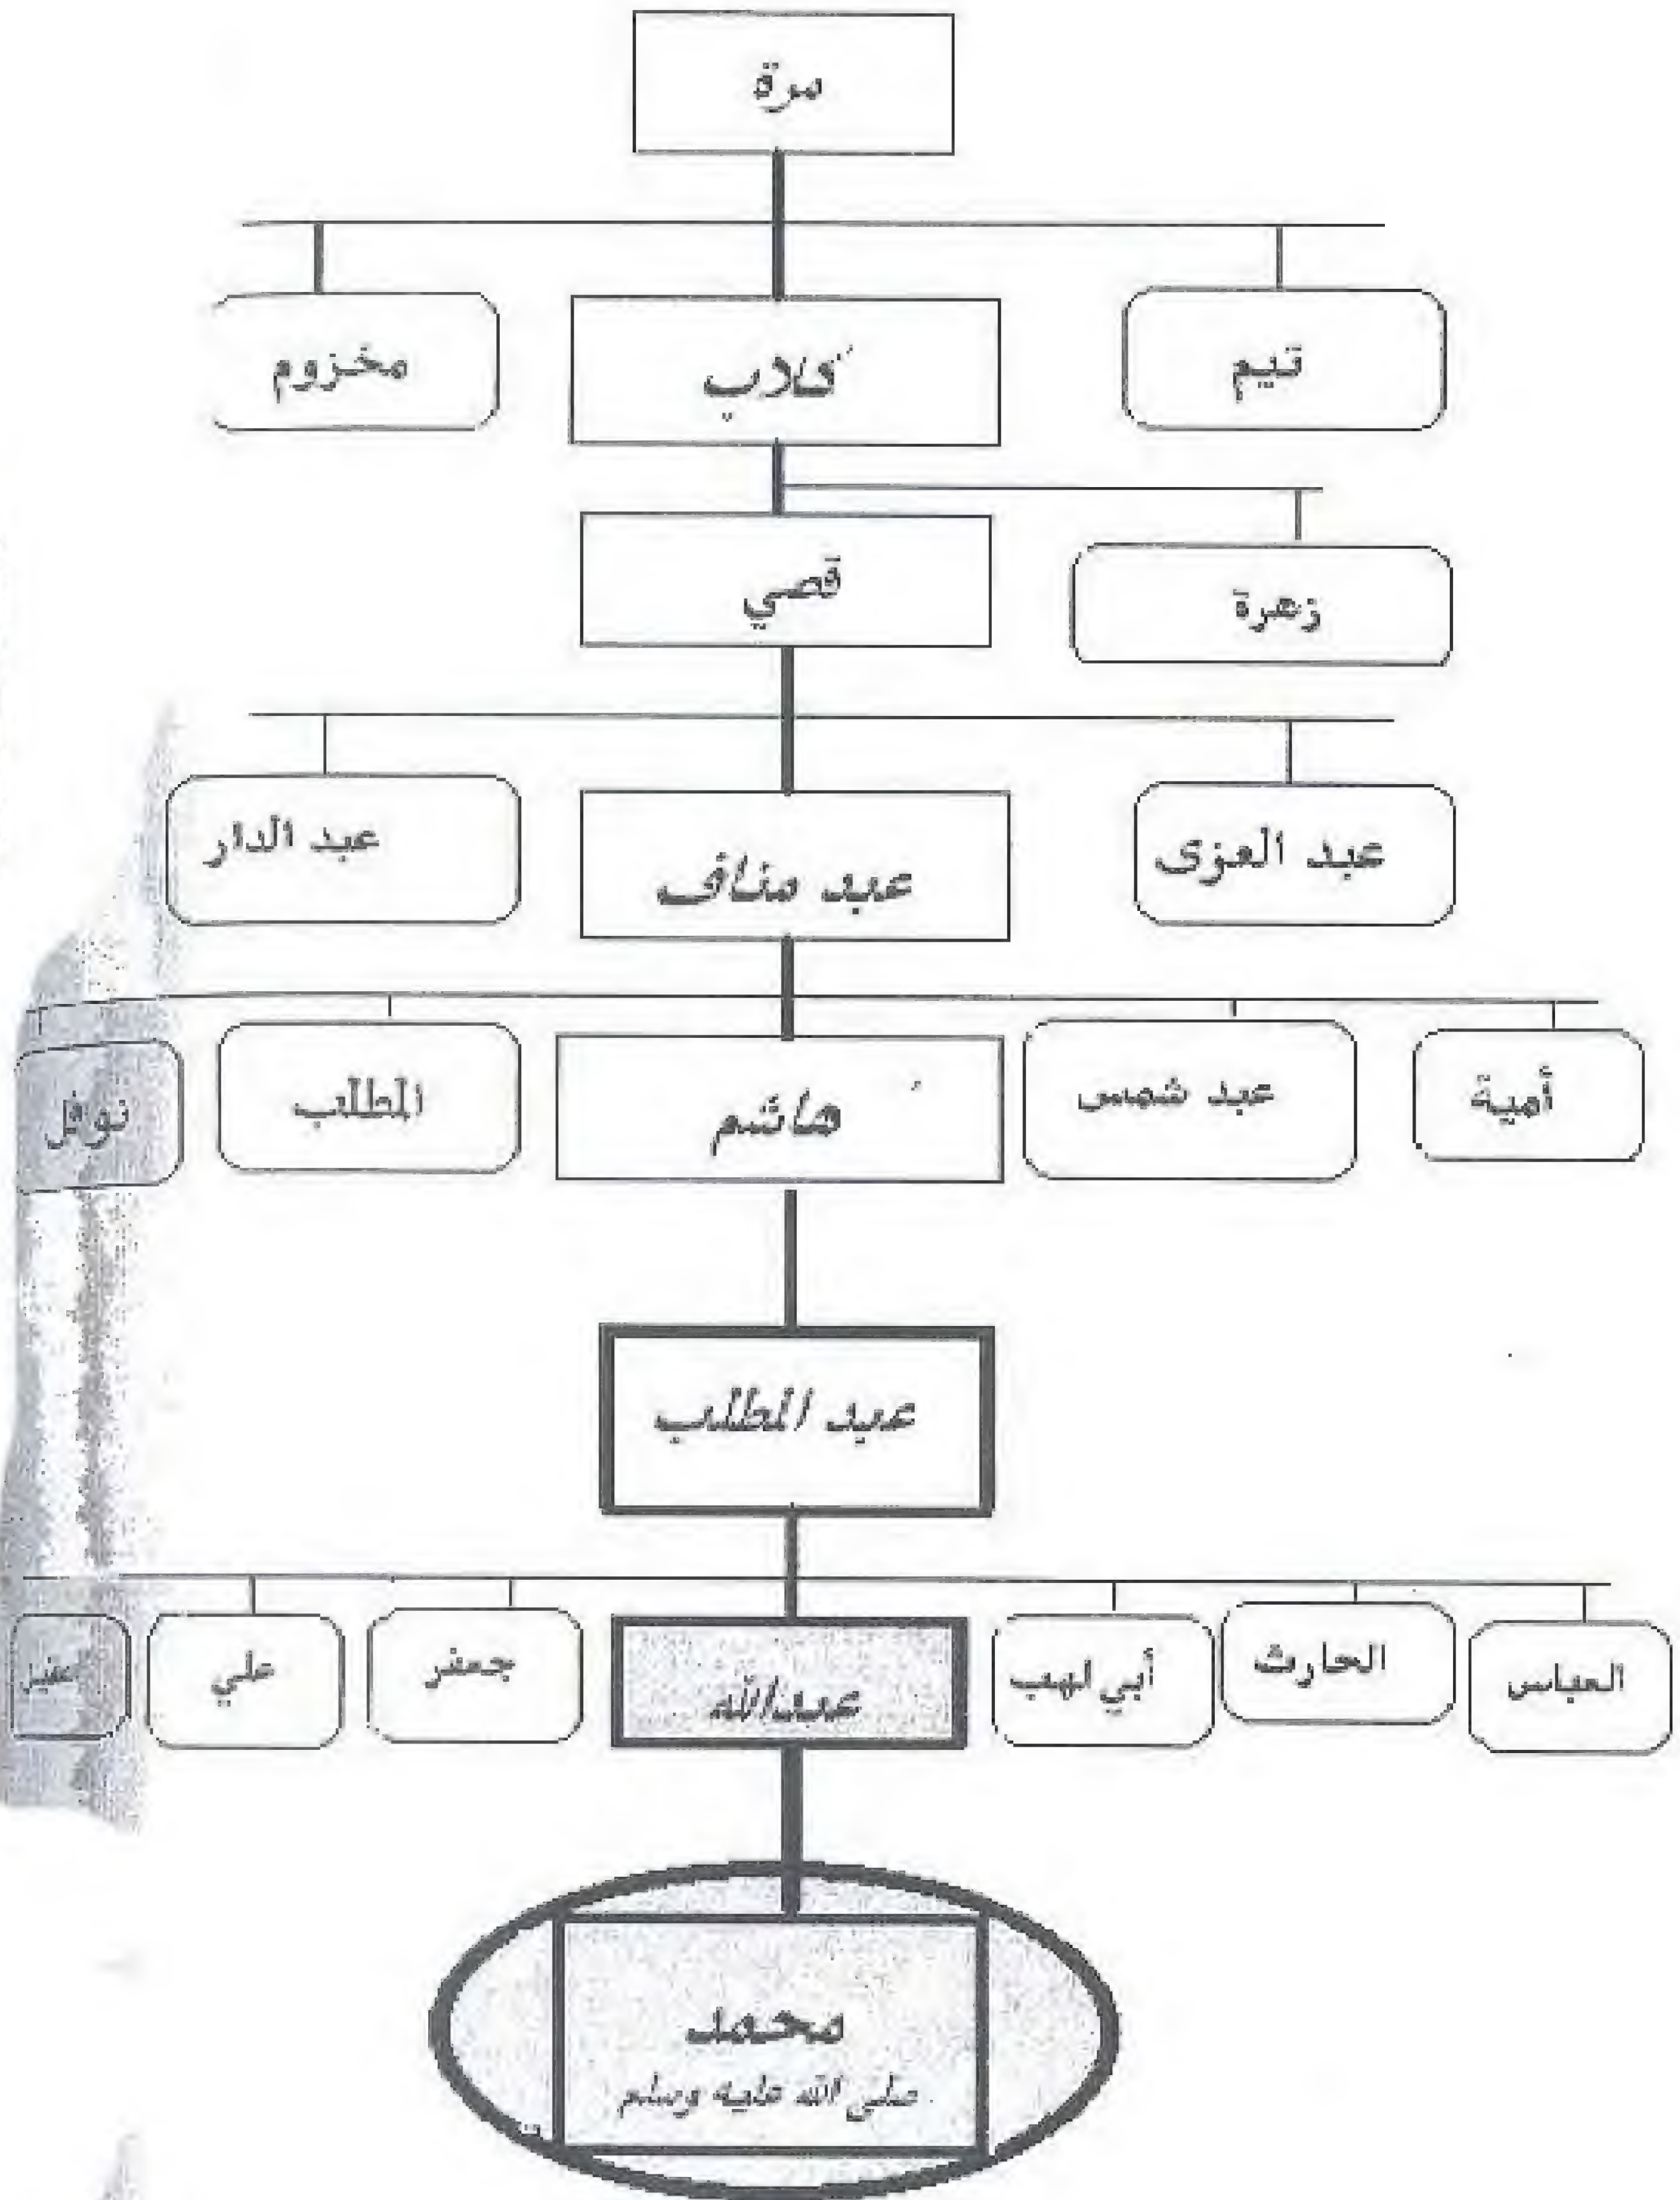 مرة
تيم
كلاب
مخزوم
قصي
زهرة
عبد العزى
عبد مناف
عبد الدار
أمية
عبد شمس
هاشم
المطلب
نوفل
عبد المطلب
العباس
الحارث
أبي لهب
عبدالله
جعفر
علي
عقيل
محمد
صلى الله عليه وسلم